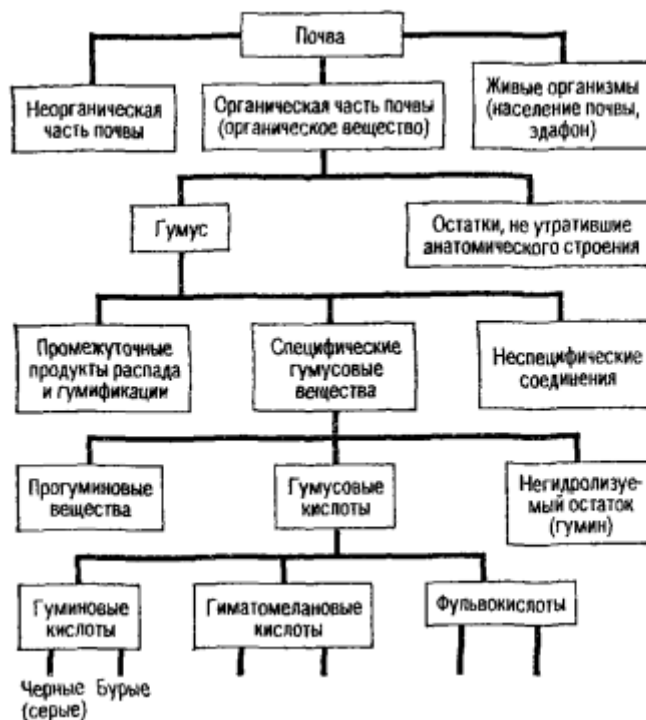 Почва
Неорганическая
часть почвы
Органическая часть почвы
(органическое вещество)
Живые организмы
(население почвы,
эдафон)
Гумус
Остатки, не утратившие
анатомического строения
Промежуточные
продукты распада
и гумификации
Специфические
гумусовые
вещества
Неспецифические
соединения
Прогуминовые
вещества
Гумусовые
кислоты
Негидролизуе-
мый остаток
(гумин)
Гуминовые
кислоты
Гиматомелановые
кислоты
Фульвокислоты
Черные
(серые)
Бурые